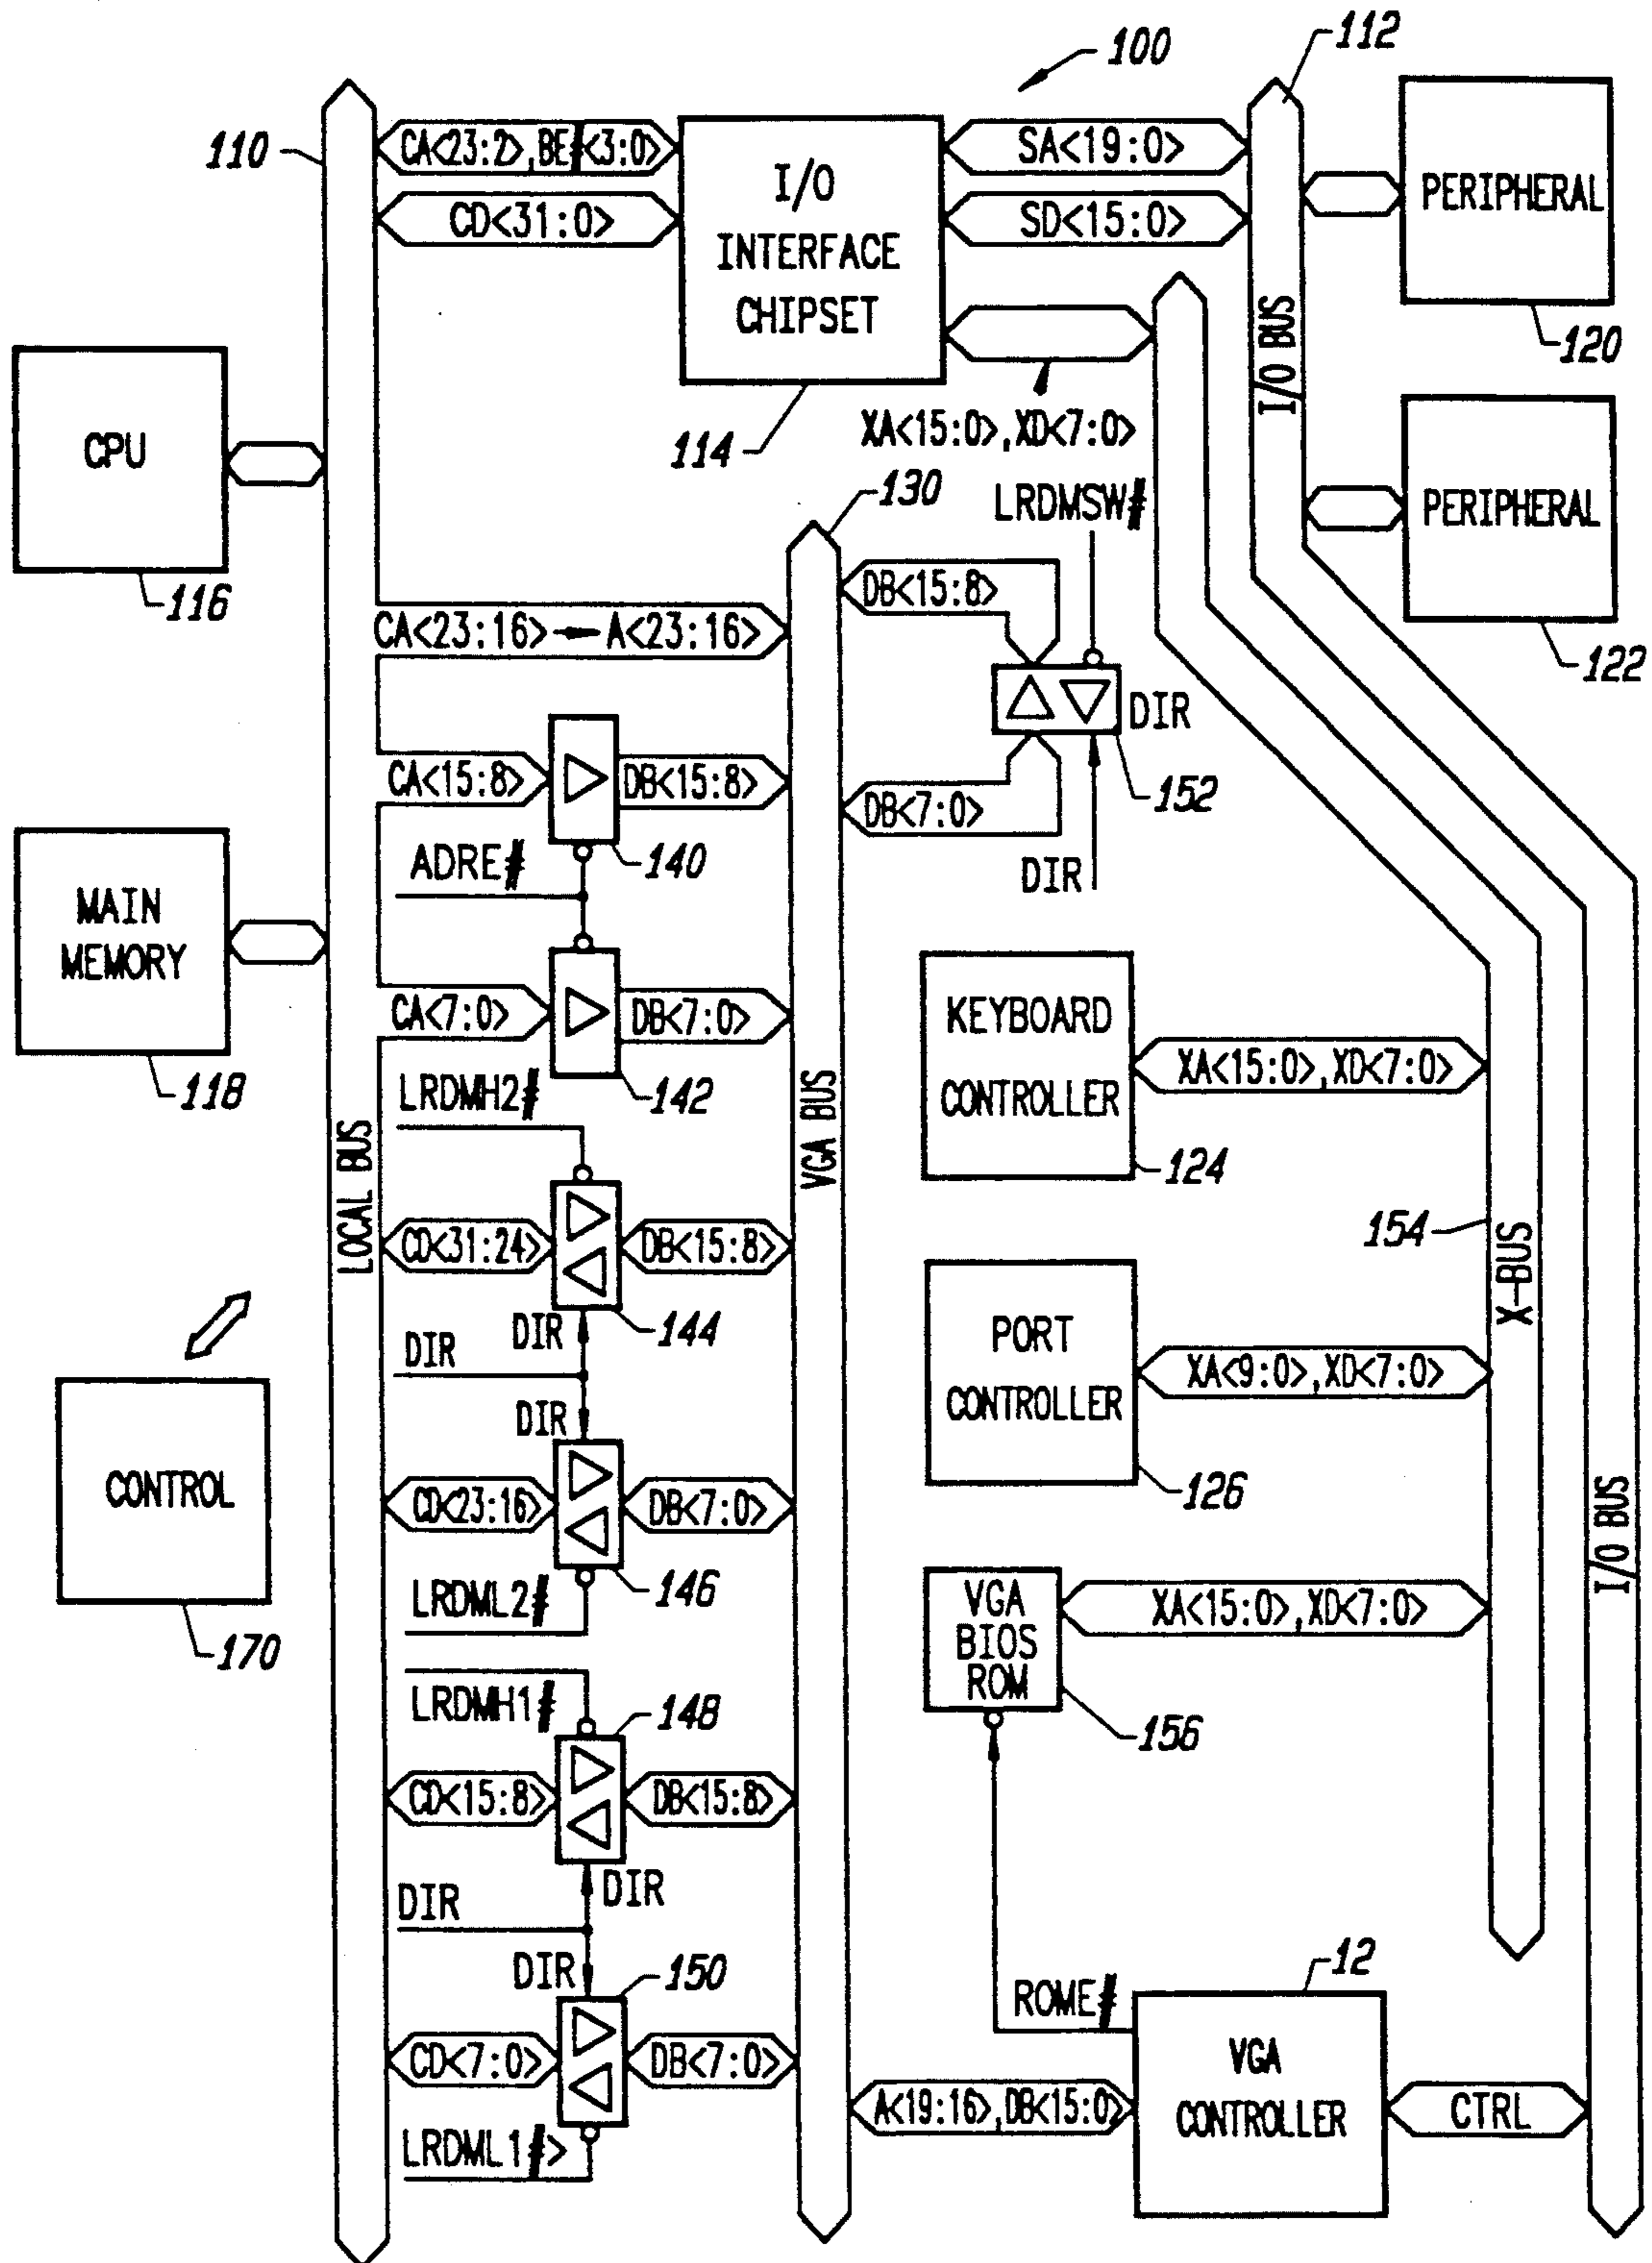 100
112
110
CA<23:2>,BE#<3:0>
CD<31:0>
I/O
INTERFACE
CHIPSET
SA<19:0>
SD<15:0>
PERIPHERAL
120
I/O BUS
XA<15:0>,XD<7:0>
114
CPU
116
PERIPHERAL
122
130
LRDMSW#
DB<15:8>
CA<23:16>→A<23:16>
DIR
152
CA<15:8>
DB<15:8>
DB<7:0>
140
ADRE#
DIR
MAIN
MEMORY
118
CA<7:0>
DB<7:0>
142
KEYBOARD
CONTROLLER
124
XA<15:0>,XD<7:0>
LRDMH2#
LOCAL BUS
VGA BUS
CD<31:24>
DB<15:8>
144
DIR
DIR
DIR
154
X-BUS
PORT
CONTROLLER
126
XA<9:0>,XD<7:0>
CONTROL
170
CD<23:16>
DB<7:0>
146
LRDML2#
I/O BUS
VGA
BIOS
ROM
156
XA<15:0>,XD<7:0>
LRDMH1#
148
CD<15:8>
DB<15:8>
DIR
DIR
DIR
150
CD<7:0>
DB<7:0>
LRDML1#>
ROME#
12
VGA
CONTROLLER
A<19:16>,DB<15:0>
CTRL